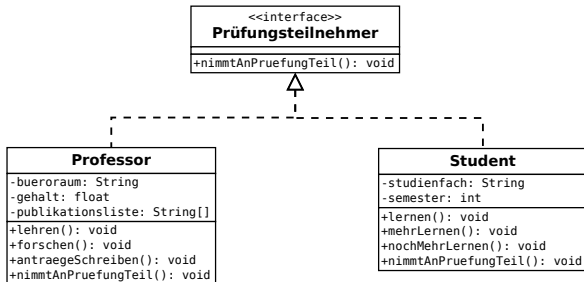 <<interface>>
Prüfungsteilnehmer
+nimmtAnPruefungTeil(): void
Professor
-bueroraum: String
-gehalt: float
-publikationsliste: String[]
+lehren(): void
+forschen(): void
+antraegeSchreiben(): void
+nimmtAnPruefungTeil(): void
Student
-studienfach: String
-semester: int
+lernen(): void
+mehrLernen(): void
+nochMehrLernen(): void
+nimmtAnPruefungTeil(): void